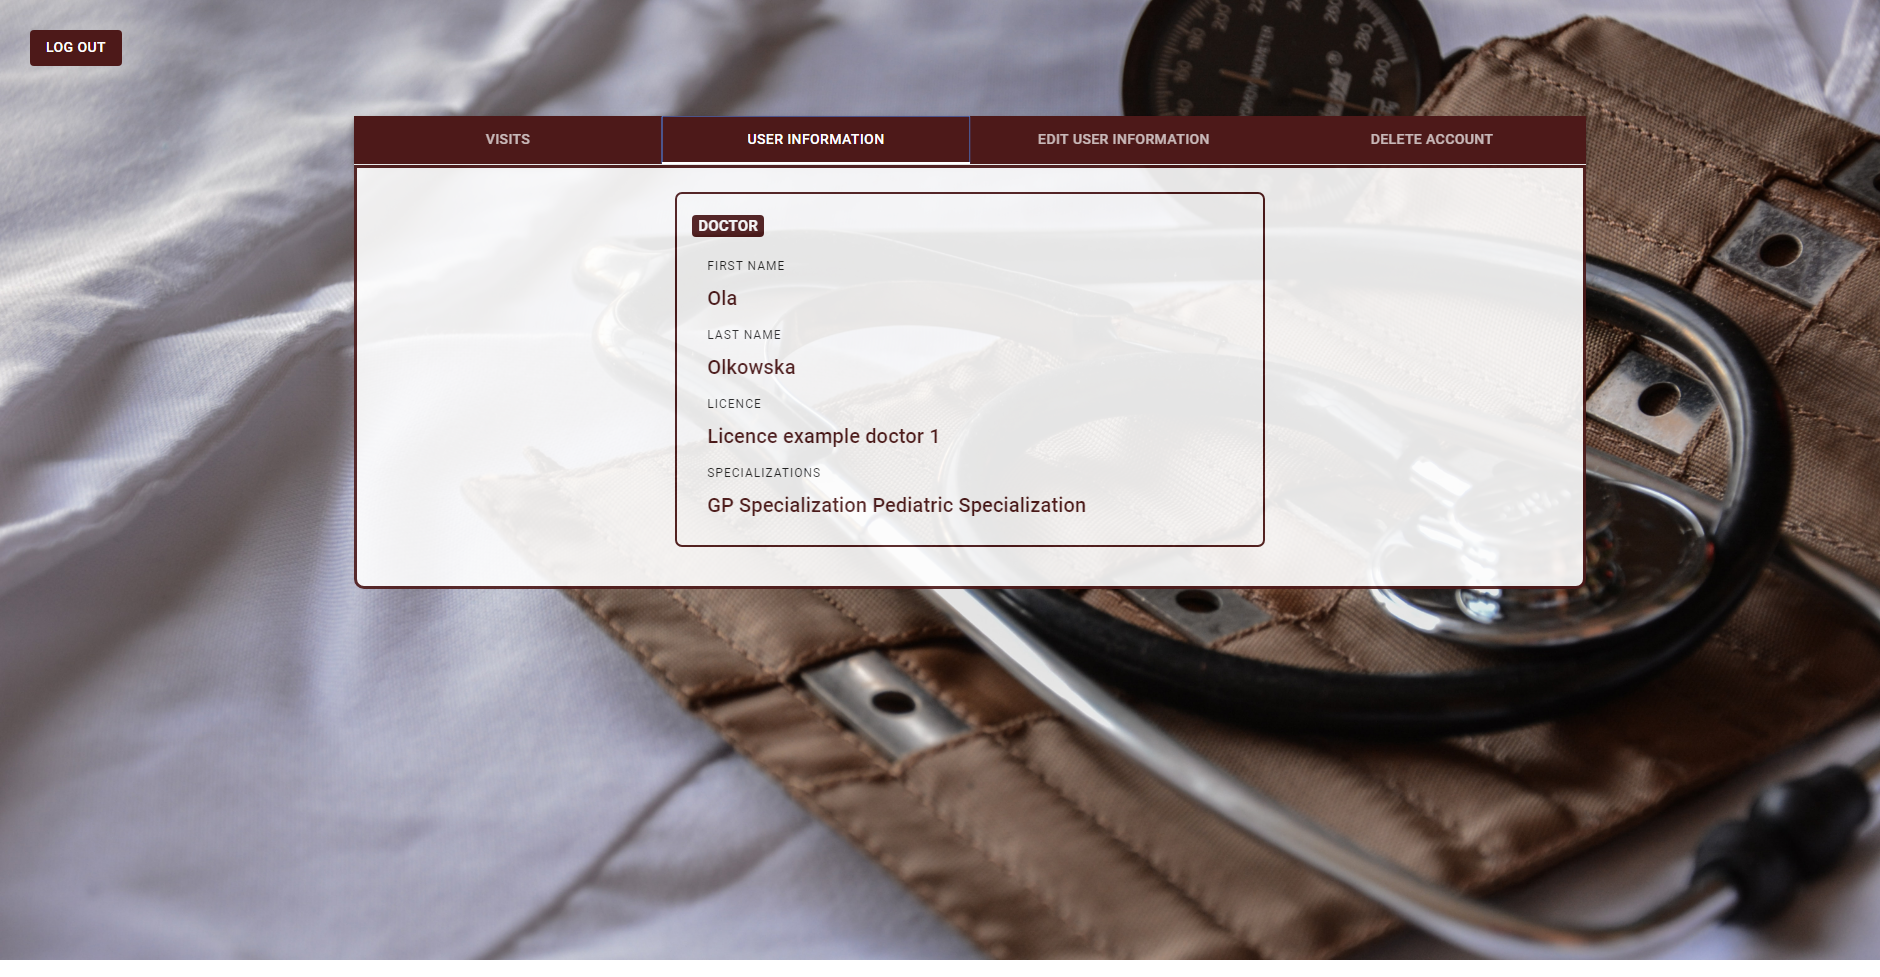 LOG OUT
VISITS
USER INFORMATION
EDIT USER INFORMATION
DELETE ACCOUNT
DOCTOR
FIRST NAME
Ola
LAST NAME
Olkowska
LICENCE
Licence example doctor 1
SPECIALIZATIONS
GP Specialization Pediatric Specialization